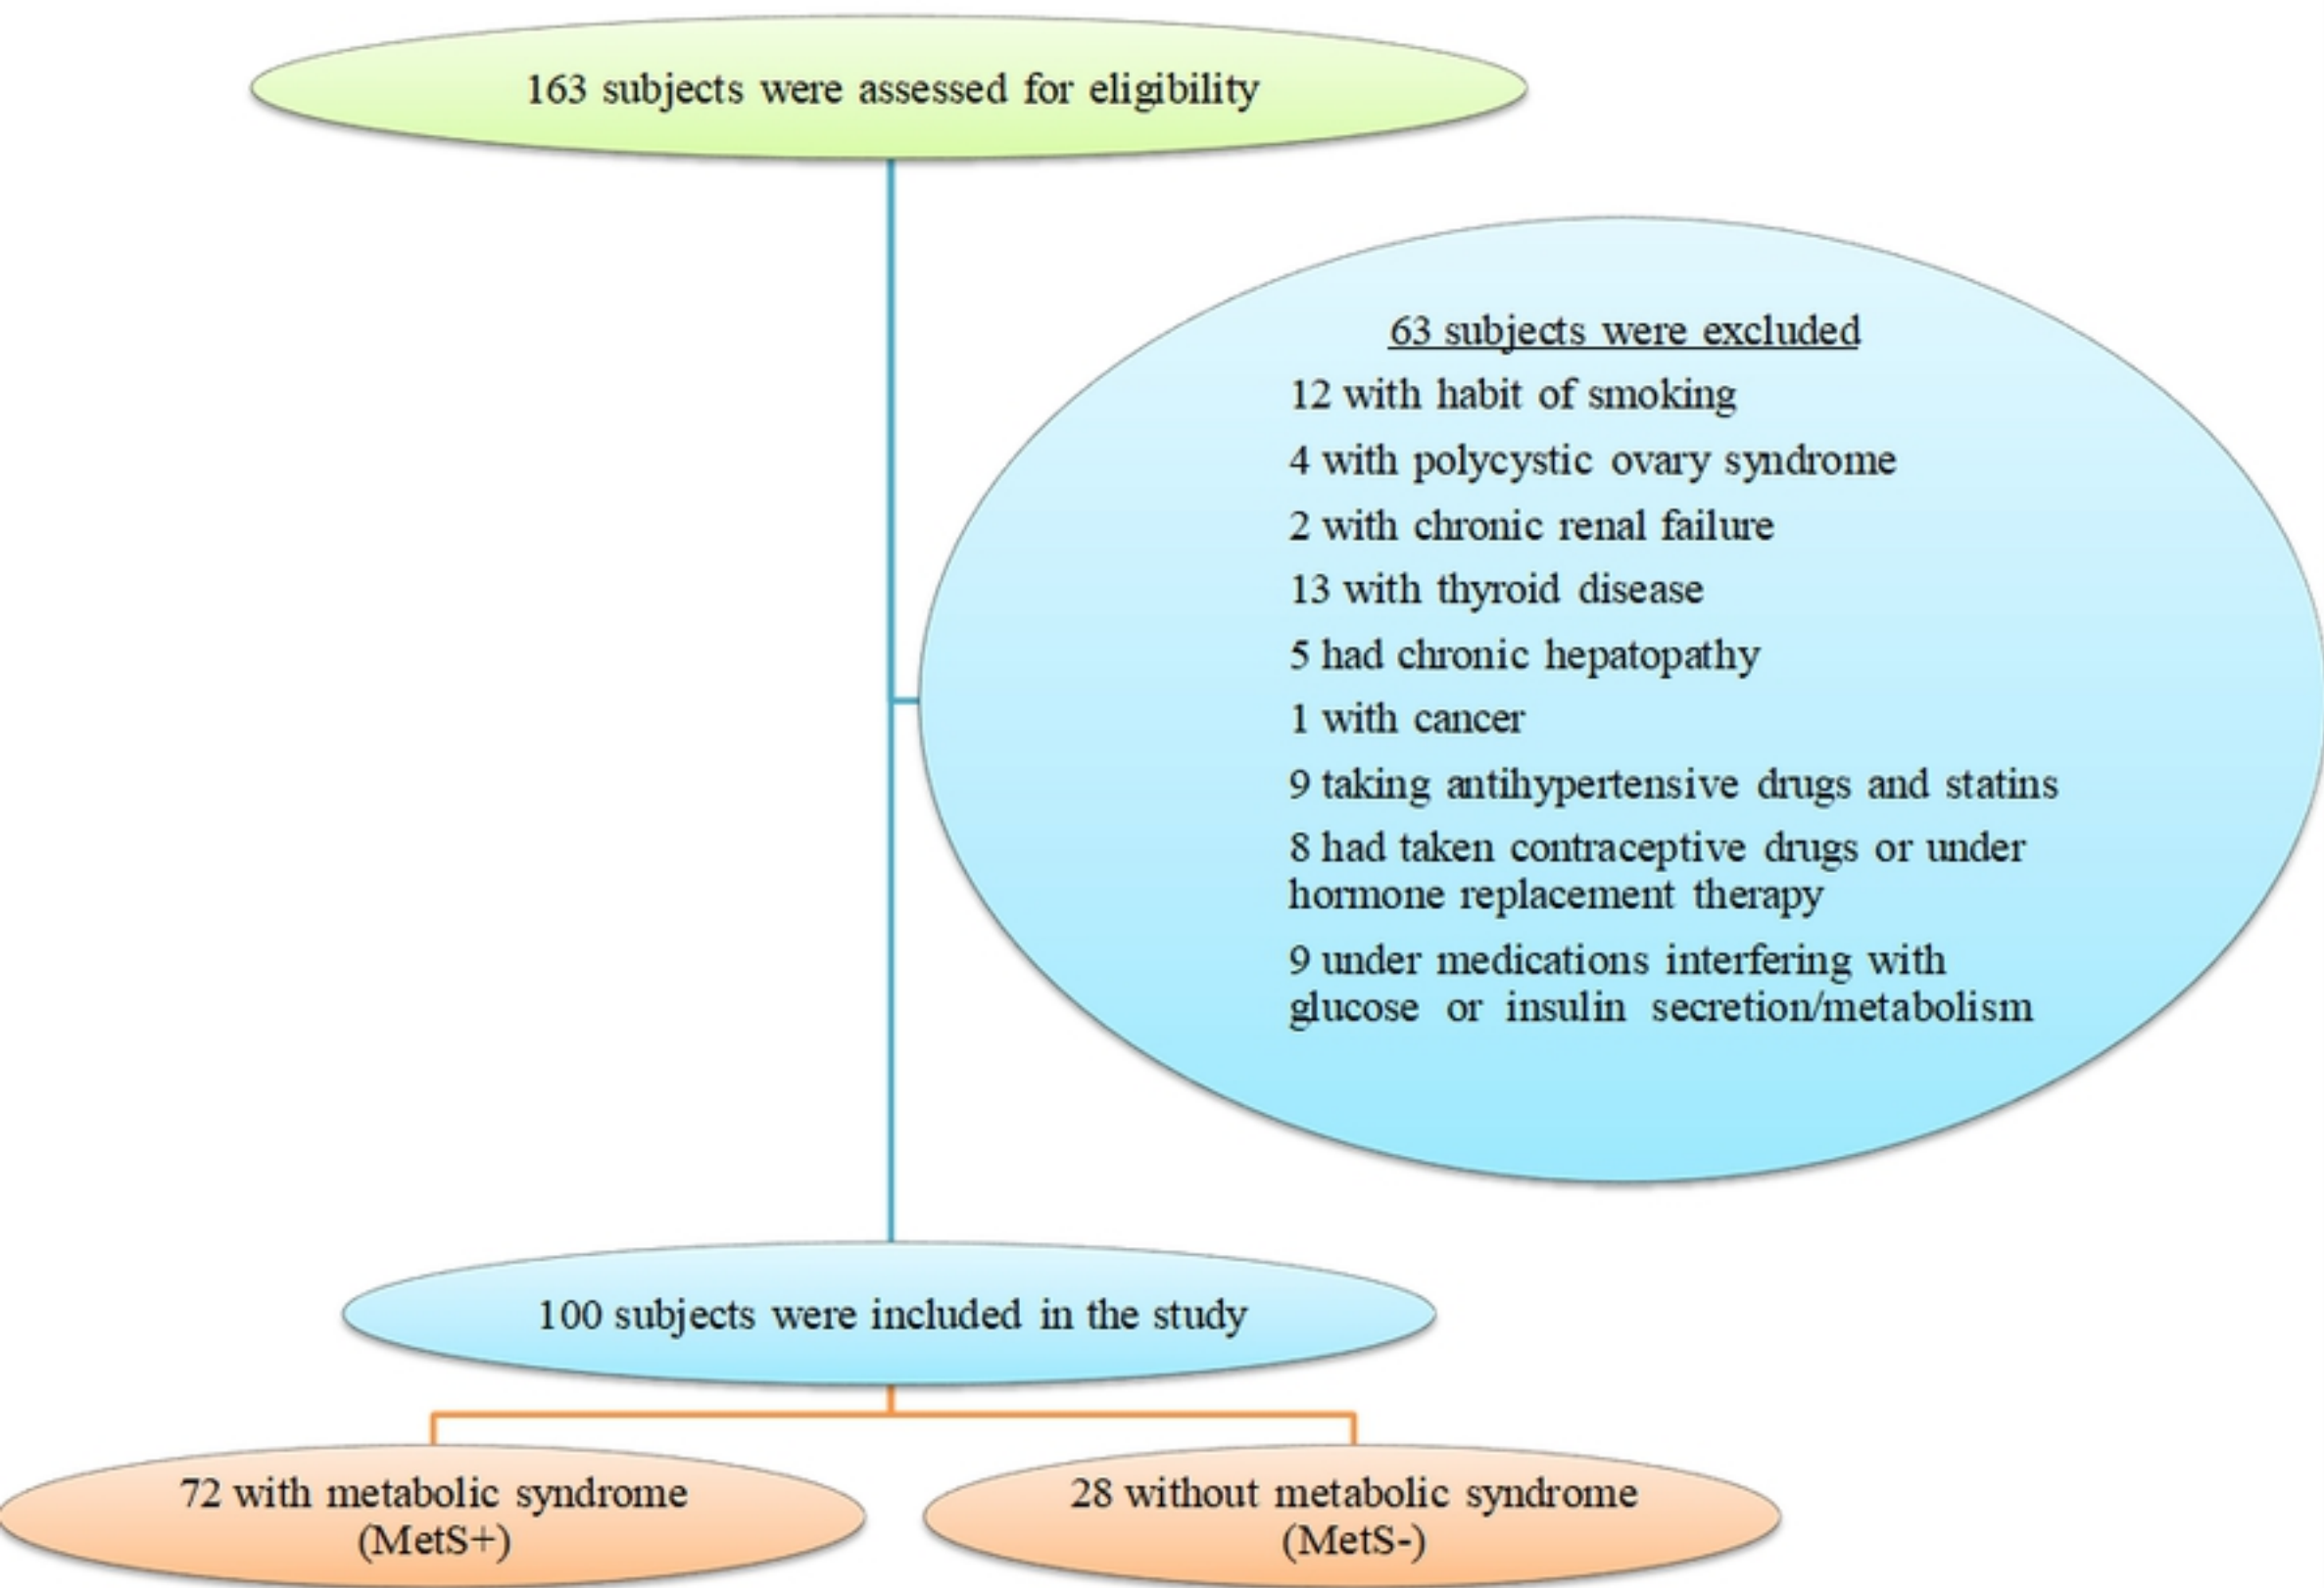 163 subjects were assessed for eligibility
63 subjects were excluded
12 with habit of smoking
4 with polycystic ovary syndrome
2 with chronic renal failure
13 with thyroid disease
5 had chronic hepatopathy
1 with cancer
9 taking antihypertensive drugs and statins
8 had taken contraceptive drugs or under
hormone replacement therapy
9 under medications interfering with
glucose or insulin secretion/metabolism
100 subjects were included in the study
72 with metabolic syndrome
(MetS+)
28 without metabolic syndrome
(MetS-)